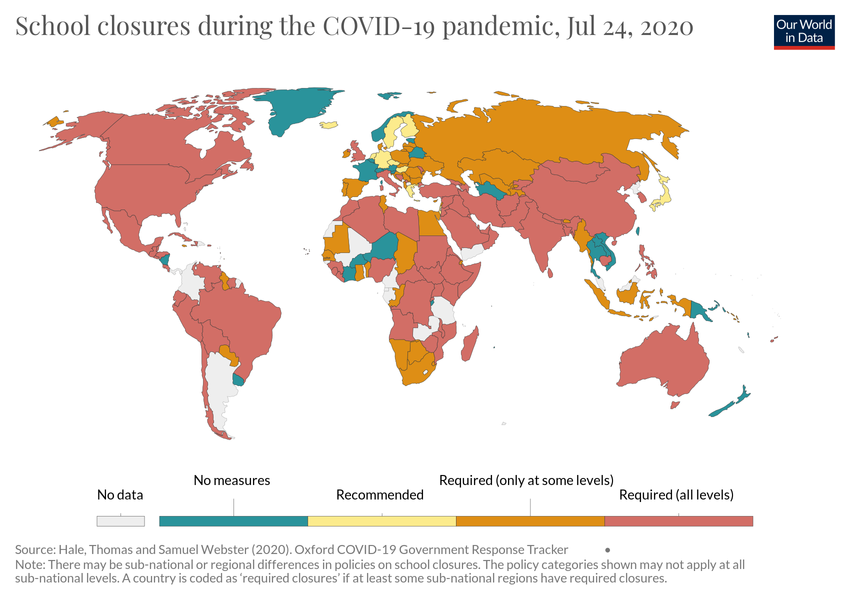 School closures during the COVID-19 pandemic, Jul 24, 2020
Our World
in Data
No data
No measures
Recommended
Required (only at some levels)
Required (all levels)
Source: Hale, Thomas and Samuel Webster (2020). Oxford COVID-19 Government Response Tracker •
Note: There may be sub-national or regional differences in policies on school closures. The policy categories shown may not apply at all
sub-national levels. A country is coded as 'required closures' if at least some sub-national regions have required closures.